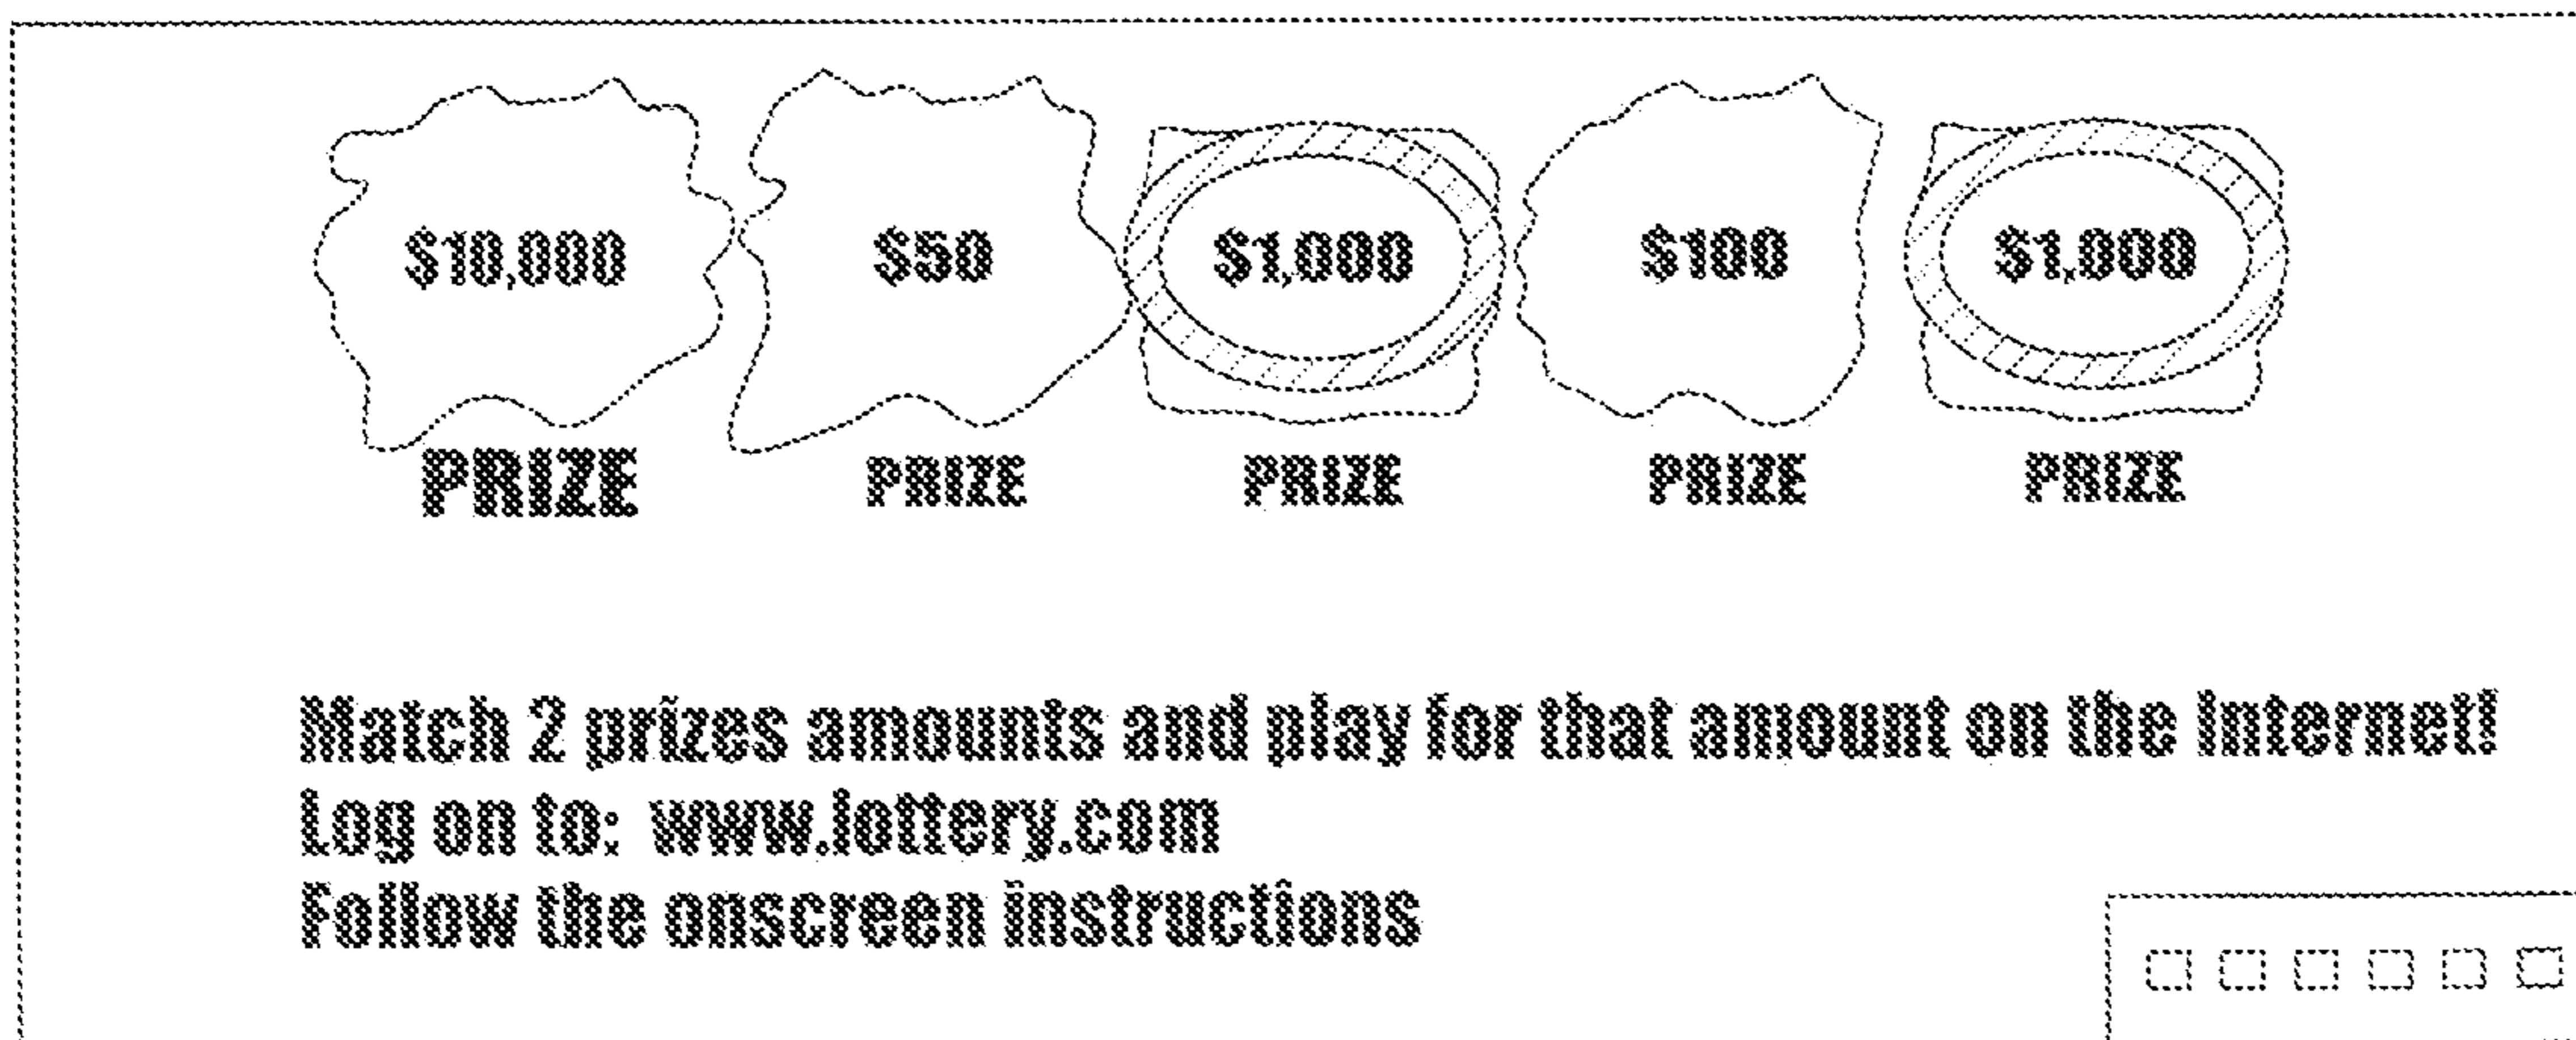 $10,000 $50 $1,000 $100 $1,000
PRIZE PRIZE PRIZE PRIZE PRIZE
Match 2 prizes amounts and play for that amount on the internet!
Log on to: www.lottery.com
Follow the onscreen instructions